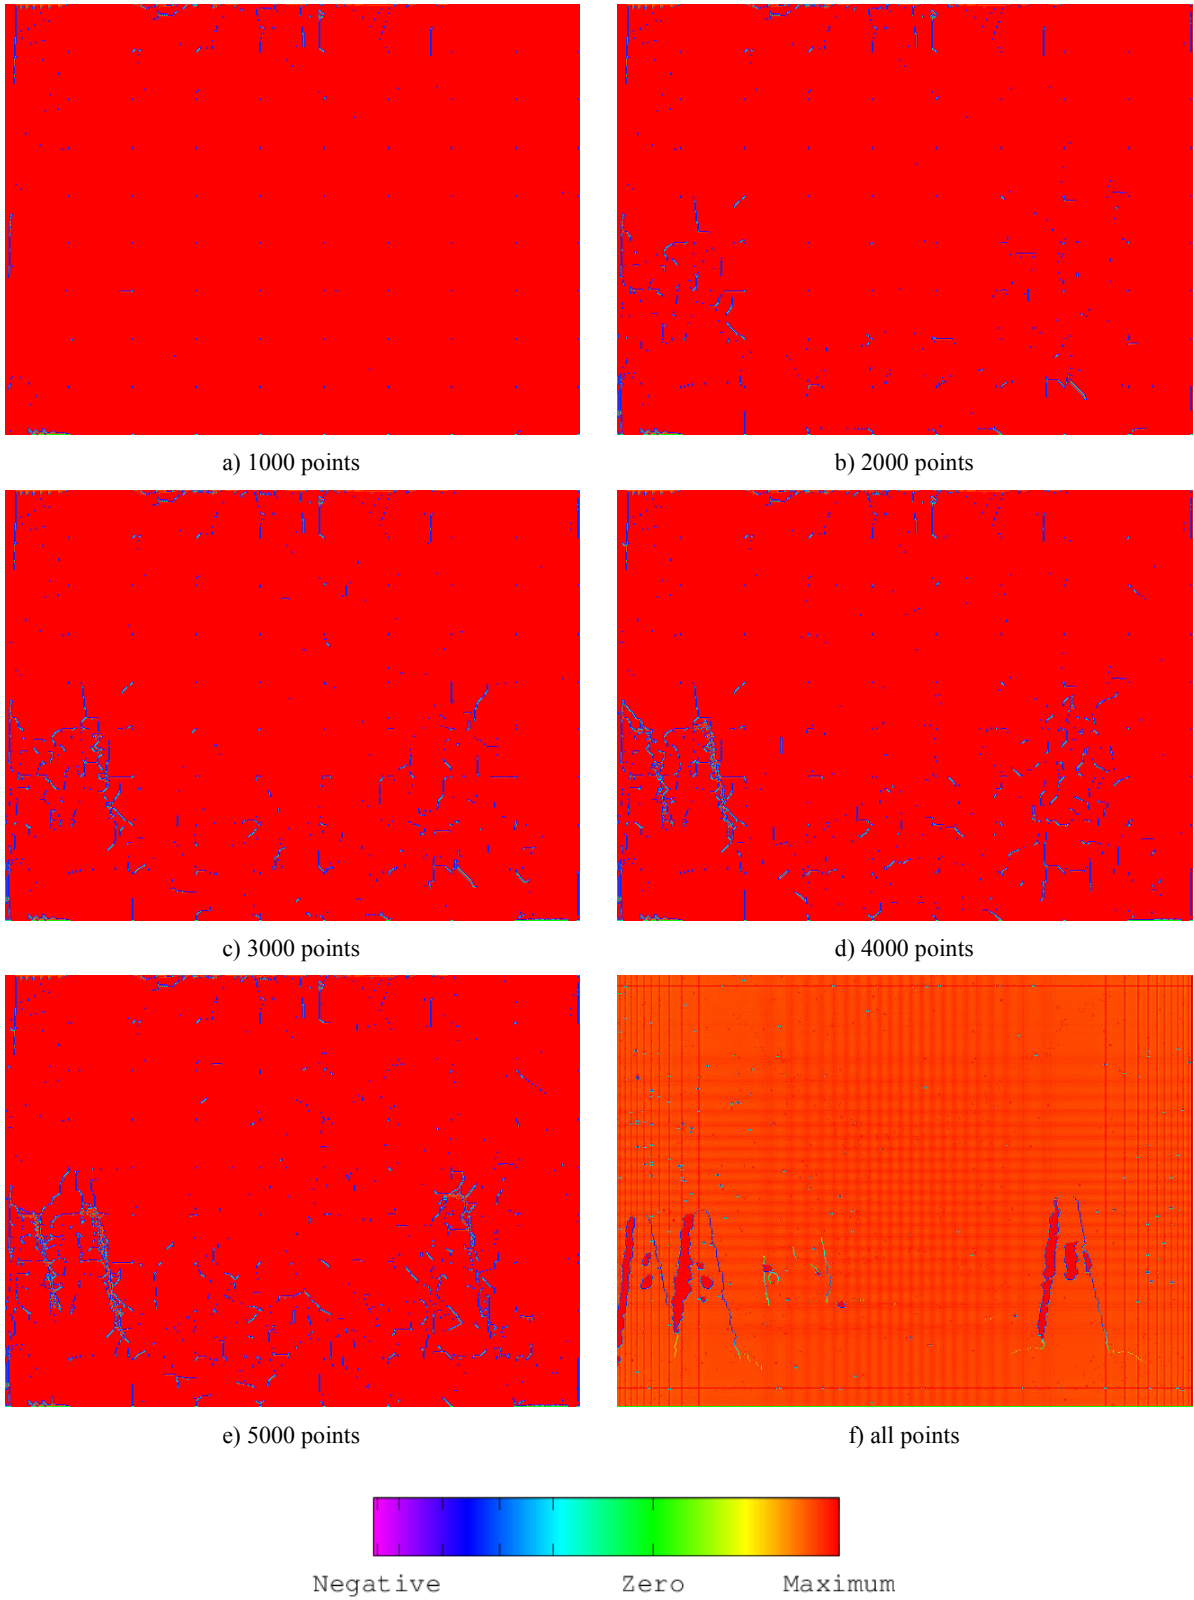 a) 1000 points
b) 2000 points
c) 3000 points
d) 4000 points
e) 5000 points
f) all points
Negative Zero Maximum